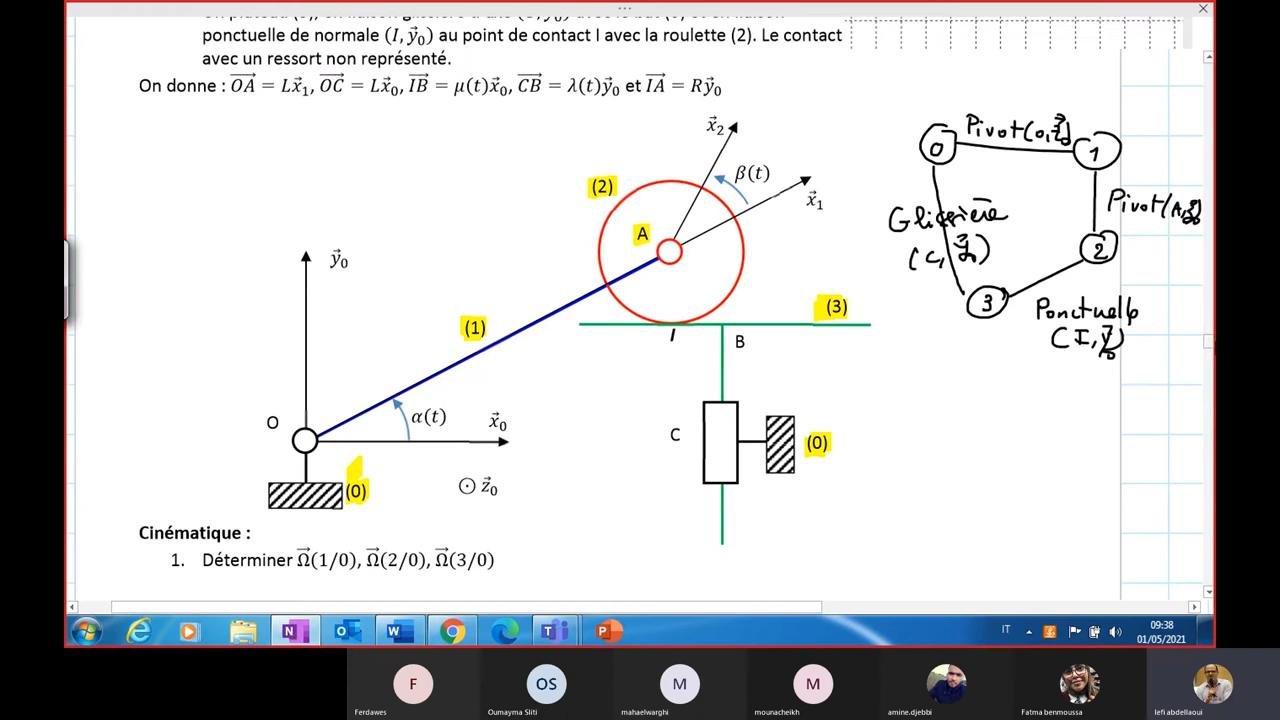 ponctuelle de normale (I, y⃗₀) au point de contact I avec la roulette (2). Le contact
avec un ressort non représenté.
On donne : OA⃗ = Lx⃗₁, OC⃗ = Lx⃗₀, IB⃗ = μ(t)x⃗₀, CB⃗ = λ(t)y⃗₀ et IA⃗ = Ry⃗₀
x⃗₂
β(t)
(2)
x⃗₁
A
y⃗₀
(1)
(3)
I
B
O
α(t)
x⃗₀
C
(0)
(0)
z⃗₀
0
Pivot(o,z⃗₀)
1
Pivot(A,z⃗₀)
Glissière
(C, y⃗₀)
2
3
Ponctuelle
(I, y⃗₀)
Cinématique :
1. Déterminer Ω⃗(1/0), Ω⃗(2/0), Ω⃗(3/0)
IT
09:38
01/05/2021
F
OS
M
M
Ferdawes
Oumayma Sliti
mahaelwarghi
mounacheikh
amine.djebbi
Fatma benmoussa
lefi abdellaoui